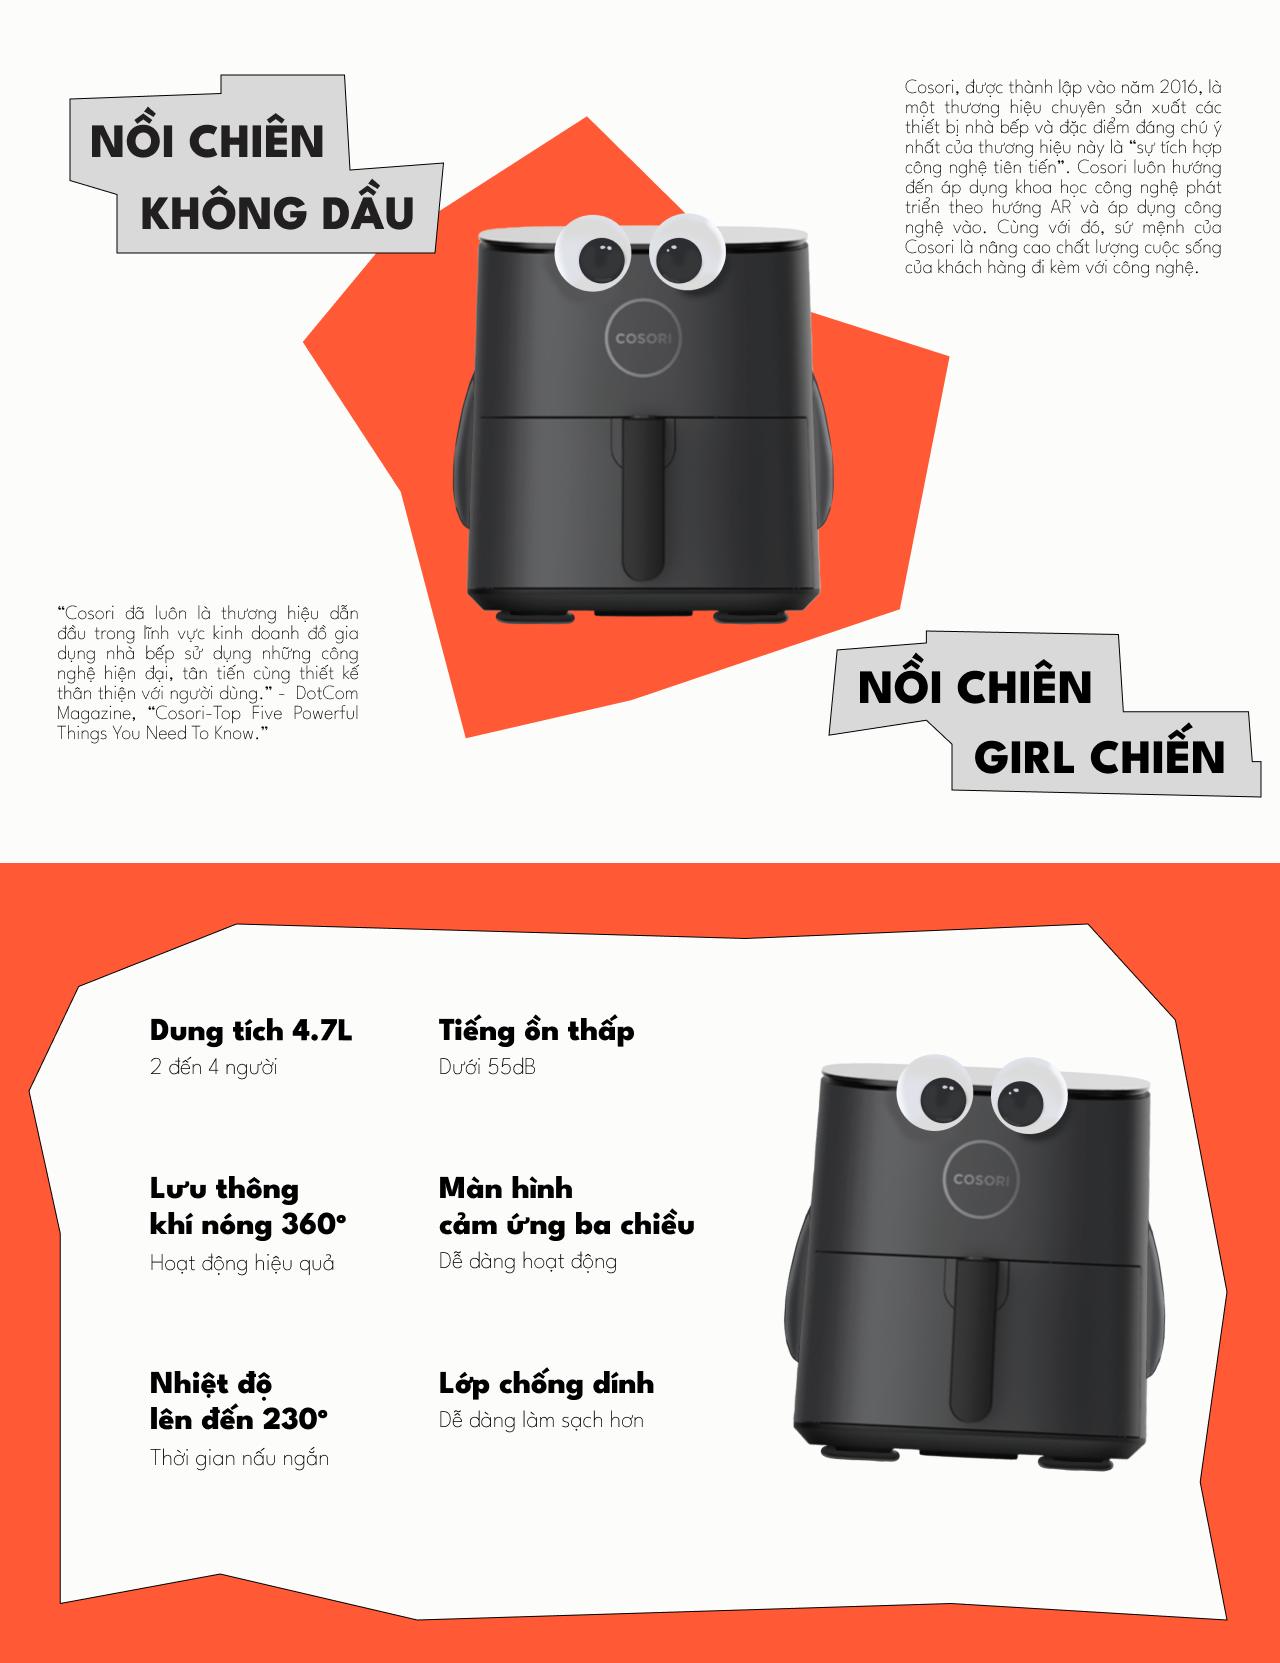 NỒI CHIÊN
KHÔNG DẦU
Cosori, được thành lập vào năm 2016, là
một thương hiệu chuyên sản xuất các
thiết bị nhà bếp và đặc điểm đáng chú ý
nhất của thương hiệu này là “sự tích hợp
công nghệ tiên tiến”. Cosori luôn hướng
đến áp dụng khoa học công nghệ phát
triển theo hướng AR và áp dụng công
nghệ vào. Cùng với đó, sứ mệnh của
Cosori là nâng cao chất lượng cuộc sống
của khách hàng đi kèm với công nghệ.
COSORI
“Cosori đã luôn là thương hiệu dẫn
đầu trong lĩnh vực kinh doanh đồ gia
dụng nhà bếp sử dụng những công
nghệ hiện đại, tân tiến cùng thiết kế
thân thiện với người dùng.” - DotCom
Magazine, “Cosori-Top Five Powerful
Things You Need To Know.”
NỒI CHIÊN
GIRL CHIẾN
Dung tích 4.7L
2 đến 4 người
Tiếng ồn thấp
Dưới 55dB
Lưu thông
khí nóng 360°
Hoạt động hiệu quả
Màn hình
cảm ứng ba chiều
Dễ dàng hoạt động
Nhiệt độ
lên đến 230°
Thời gian nấu ngắn
Lớp chống dính
Dễ dàng làm sạch hơn
COSORI